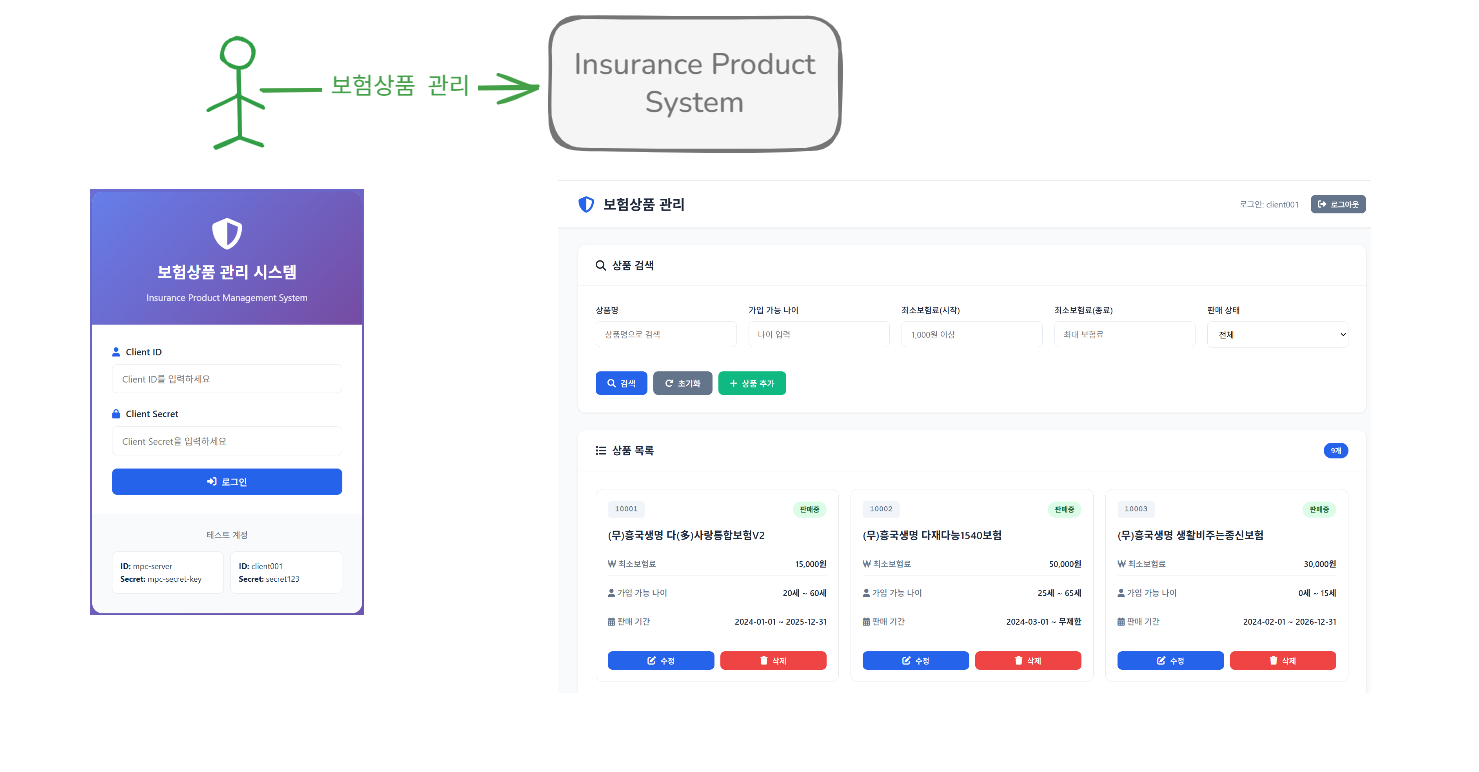 보험상품 관리
Insurance Product
System
보험상품 관리 시스템
Insurance Product Management System
Client ID
Client ID를 입력하세요
Client Secret
Client Secret을 입력하세요
로그인
테스트 계정
ID: mpc-server
Secret: mpc-secret-key
ID: client001
Secret: secret123
보험상품 관리
로그인: client001
로그아웃
상품 검색
상품명
가입 가능 나이
최소보험료(시작)
최소보험료(종료)
판매 상태
상품명으로 검색
나이 입력
1,000원 이상
최대 보험료
전체
검색
초기화
상품 추가
상품 목록
9개
10001
판매중
(무)흥국생명 다(多)사랑통합보험V2
최소보험료
15,000원
가입 가능 나이
20세 ~ 60세
판매 기간
2024-01-01 ~ 2025-12-31
수정
삭제
10002
판매중
(무)흥국생명 다재다능1540보험
최소보험료
50,000원
가입 가능 나이
25세 ~ 65세
판매 기간
2024-03-01 ~ 무제한
수정
삭제
10003
판매중
(무)흥국생명 생활비주는종신보험
최소보험료
30,000원
가입 가능 나이
0세 ~ 15세
판매 기간
2024-02-01 ~ 2026-12-31
수정
삭제